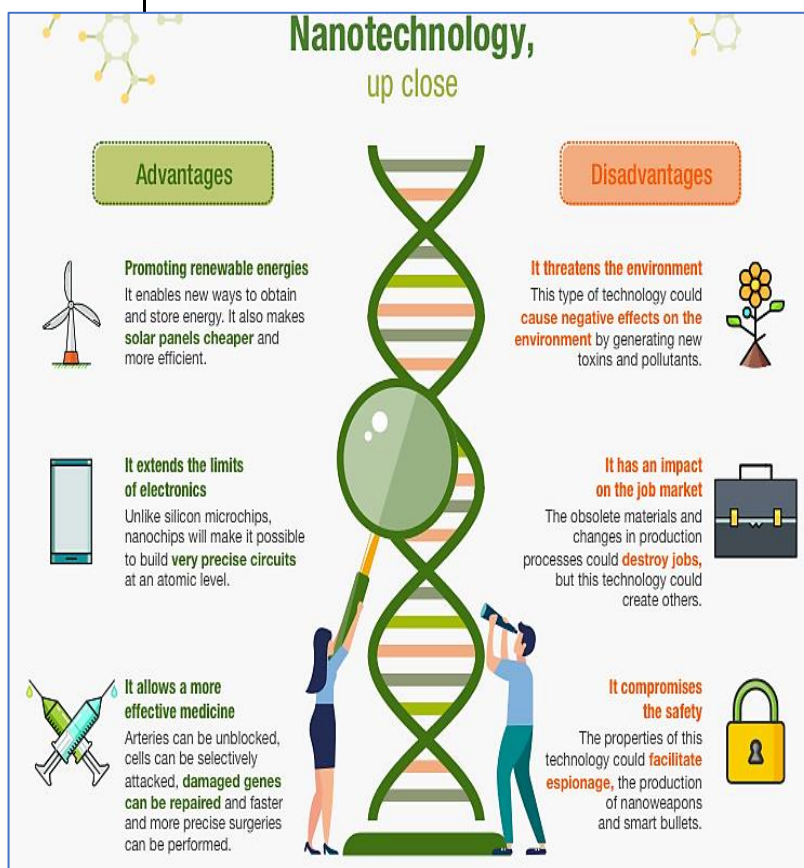 Nanotechnology,
up close
Advantages
Promoting renewable energies
It enables new ways to obtain
and store energy. It also makes
solar panels cheaper and
more efficient.
It extends the limits
of electronics
Unlike silicon microchips,
nanochips will make it possible
to build very precise circuits
at an atomic level.
It allows a more
effective medicine
Arteries can be unblocked,
cells can be selectively
attacked, damaged genes
can be repaired and faster
and more precise surgeries
can be performed.
Disadvantages
It threatens the environment
This type of technology could
cause negative effects on the
environment by generating new
toxins and pollutants.
It has an impact
on the job market
The obsolete materials and
changes in production
processes could destroy jobs,
but this technology could
create others.
It compromises
the safety
The properties of this
technology could facilitate
espionage, the production
of nanoweapons
and smart bullets.